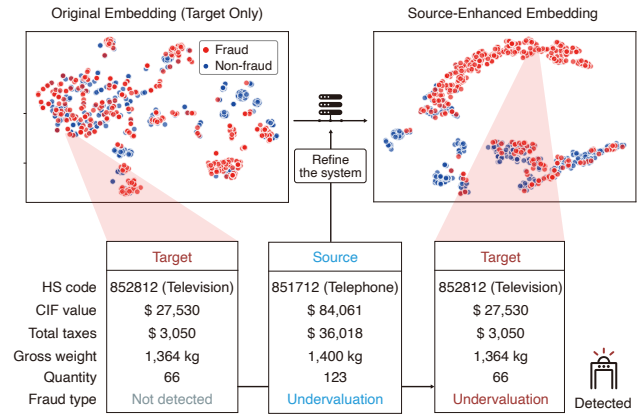 Original Embedding (Target Only)
Source-Enhanced Embedding
Fraud
Non-fraud
Refine
the system
Target
Source
Target
HS code
852812 (Television)
851712 (Telephone)
852812 (Television)
CIF value
$ 27,530
$ 84,061
$ 27,530
Total taxes
$ 3,050
$ 36,018
$ 3,050
Gross weight
1,364 kg
1,400 kg
1,364 kg
Quantity
66
123
66
Fraud type
Not detected
Undervaluation
Undervaluation
Detected